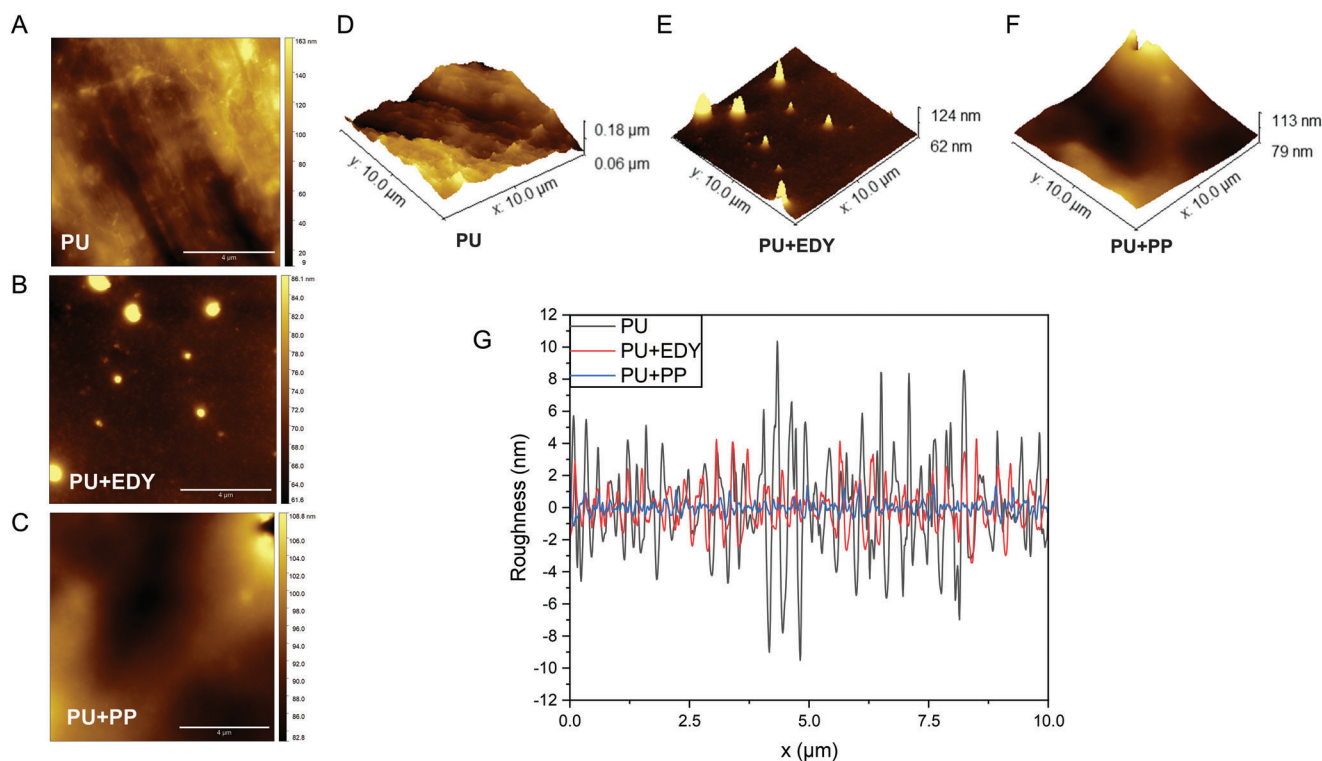 A
163 nm
140
120
100
80
60
40
20
9
PU
4 µm
B
86.1 nm
84.0
82.0
80.0
78.0
76.0
74.0
72.0
70.0
68.0
66.0
64.0
61.6
PU+EDY
4 µm
C
108.8 nm
106.0
104.0
102.0
100.0
98.0
96.0
94.0
92.0
90.0
88.0
86.0
82.8
PU+PP
4 µm
D
0.18 µm
0.06 µm
y: 10.0 µm
x: 10.0 µm
PU
E
124 nm
62 nm
y: 10.0 µm
x: 10.0 µm
PU+EDY
F
113 nm
79 nm
y: 10.0 µm
x: 10.0 µm
PU+PP
G
PU
PU+EDY
PU+PP
Roughness (nm)
12
10
8
6
4
2
0
-2
-4
-6
-8
-10
-12
0.0
2.5
5.0
7.5
10.0
x (µm)